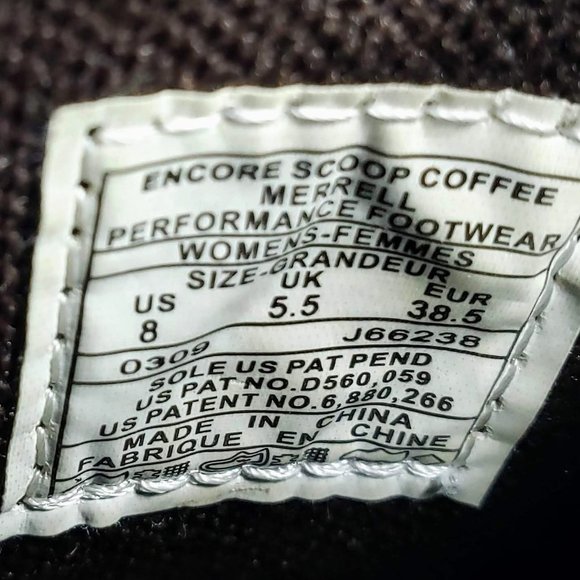 ENCORE SCOOP COFFEE
MERRELL
PERFORMANCE FOOTWEAR
WOMENS-FEMMES
SIZE-GRANDEUR
US UK EUR
8 5.5 38.5
0309 J66238
SOLE US PAT PEND
US PAT NO.D560,059
US PATENT NO.6,880,266
MADE IN CHINA
FABRIQUE EN CHINE